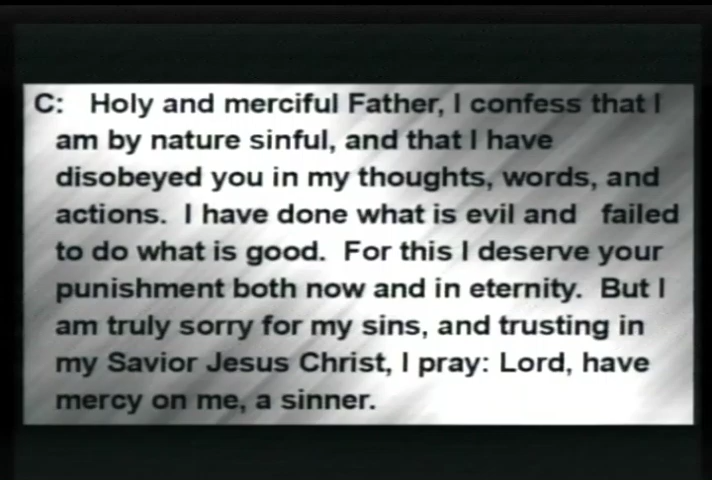 C: Holy and merciful Father, I confess that I
am by nature sinful, and that I have
disobeyed you in my thoughts, words, and
actions. I have done what is evil and failed
to do what is good. For this I deserve your
punishment both now and in eternity. But I
am truly sorry for my sins, and trusting in
my Savior Jesus Christ, I pray: Lord, have
mercy on me, a sinner.